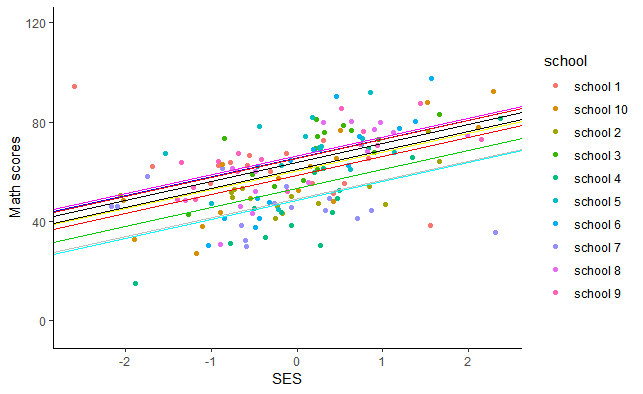 120
80
40
0
Math scores
-2
-1
0
1
2
SES
school
school 1
school 10
school 2
school 3
school 4
school 5
school 6
school 7
school 8
school 9